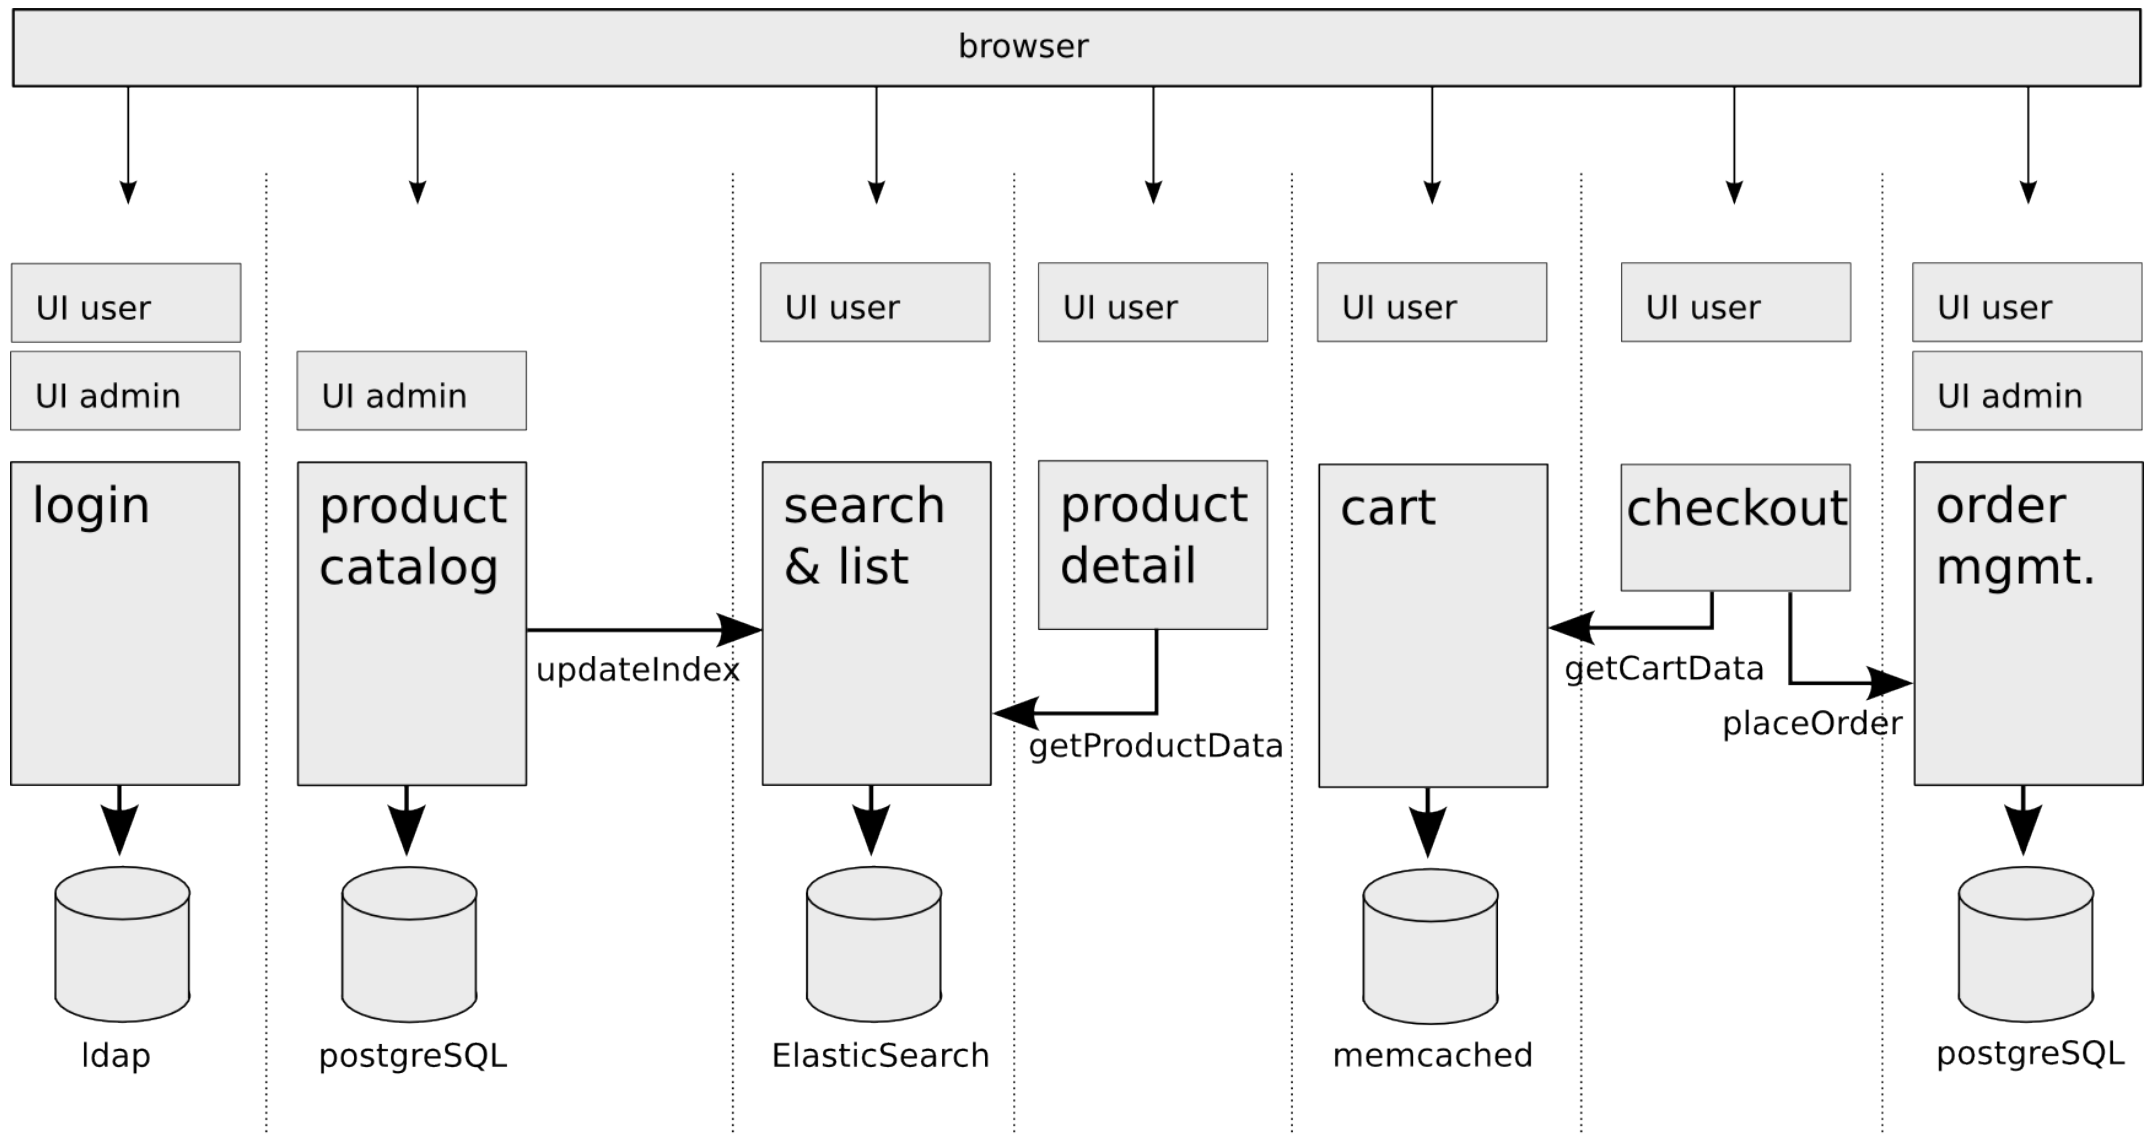 browser
UI user
UI user
UI user
UI user
UI user
UI user
UI admin
UI admin
UI admin
login
product
catalog
search
& list
product
detail
cart
checkout
order
mgmt.
updateIndex
getProductData
getCartData
placeOrder
ldap
postgreSQL
ElasticSearch
memcached
postgreSQL